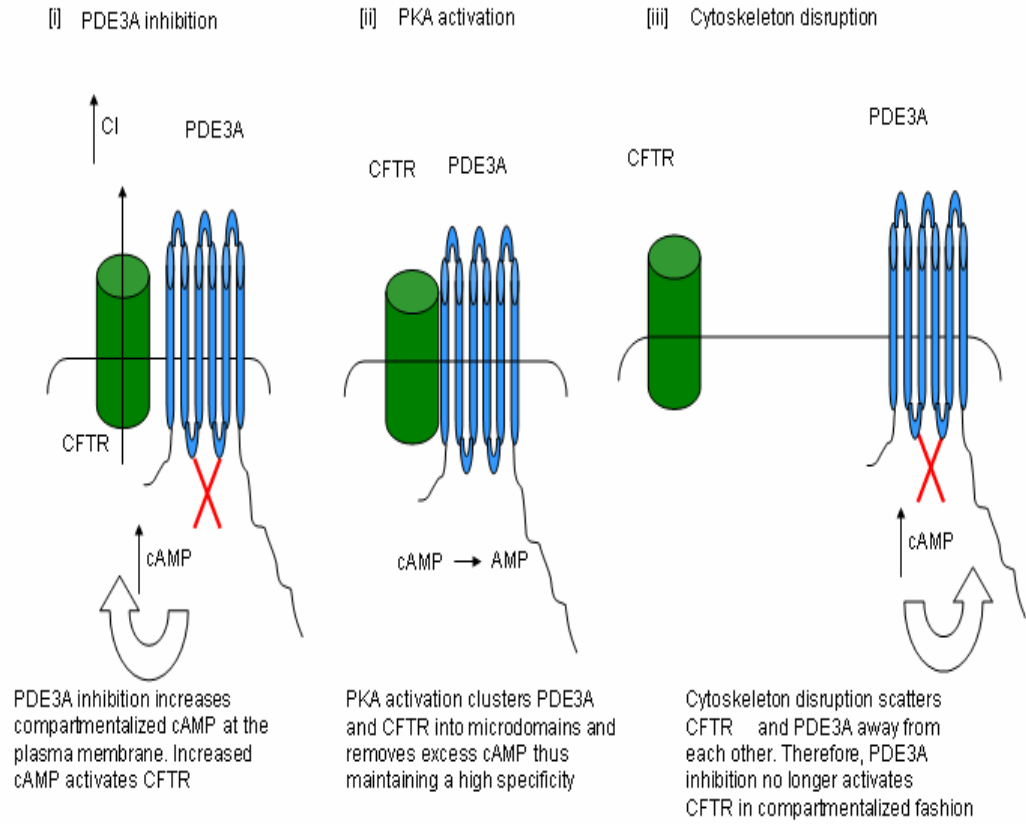 [i] PDE3A inhibition
Cl
PDE3A
CFTR
cAMP
PDE3A inhibition increases
compartmentalized cAMP at the
plasma membrane. Increased
cAMP activates CFTR
[ii] PKA activation
CFTR
PDE3A
cAMP → AMP
PKA activation clusters PDE3A
and CFTR into microdomains and
removes excess cAMP thus
maintaining a high specificity
[iii] Cytoskeleton disruption
PDE3A
CFTR
cAMP
Cytoskeleton disruption scatters
CFTR and PDE3A away from
each other. Therefore, PDE3A
inhibition no longer activates
CFTR in compartmentalized fashion